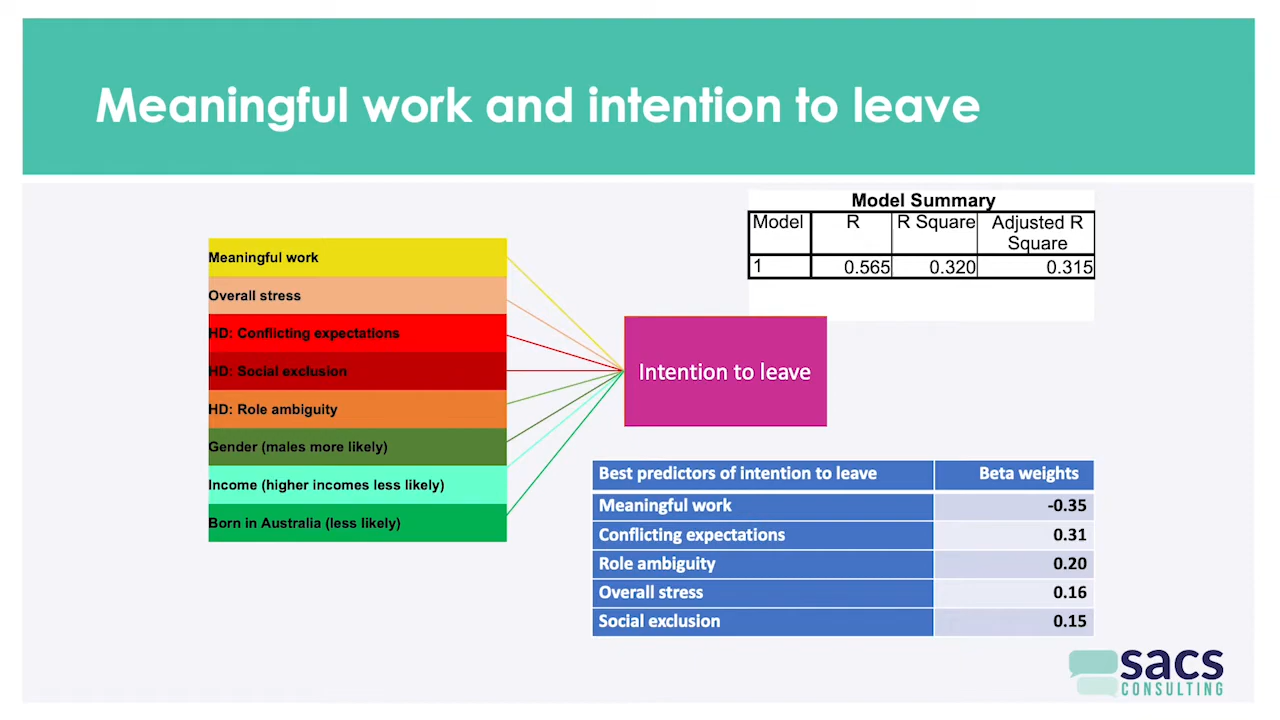 Meaningful work and intention to leave
Model Summary
Model R R Square Adjusted R Square
1 0.565 0.320 0.315
Meaningful work
Overall stress
HD: Conflicting expectations
HD: Social exclusion
HD: Role ambiguity
Gender (males more likely)
Income (higher incomes less likely)
Born in Australia (less likely)
Intention to leave
Best predictors of intention to leave Beta weights
Meaningful work -0.35
Conflicting expectations 0.31
Role ambiguity 0.20
Overall stress 0.16
Social exclusion 0.15
sacs
CONSULTING